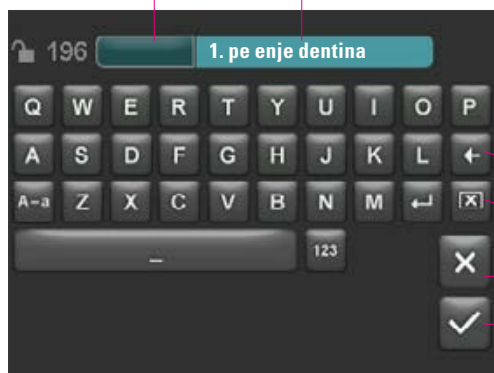 196 1. pe enje dentina
Q W E R T Y U I O P
A S D F G H J K L
A-a Z X C V B N M
_ 123